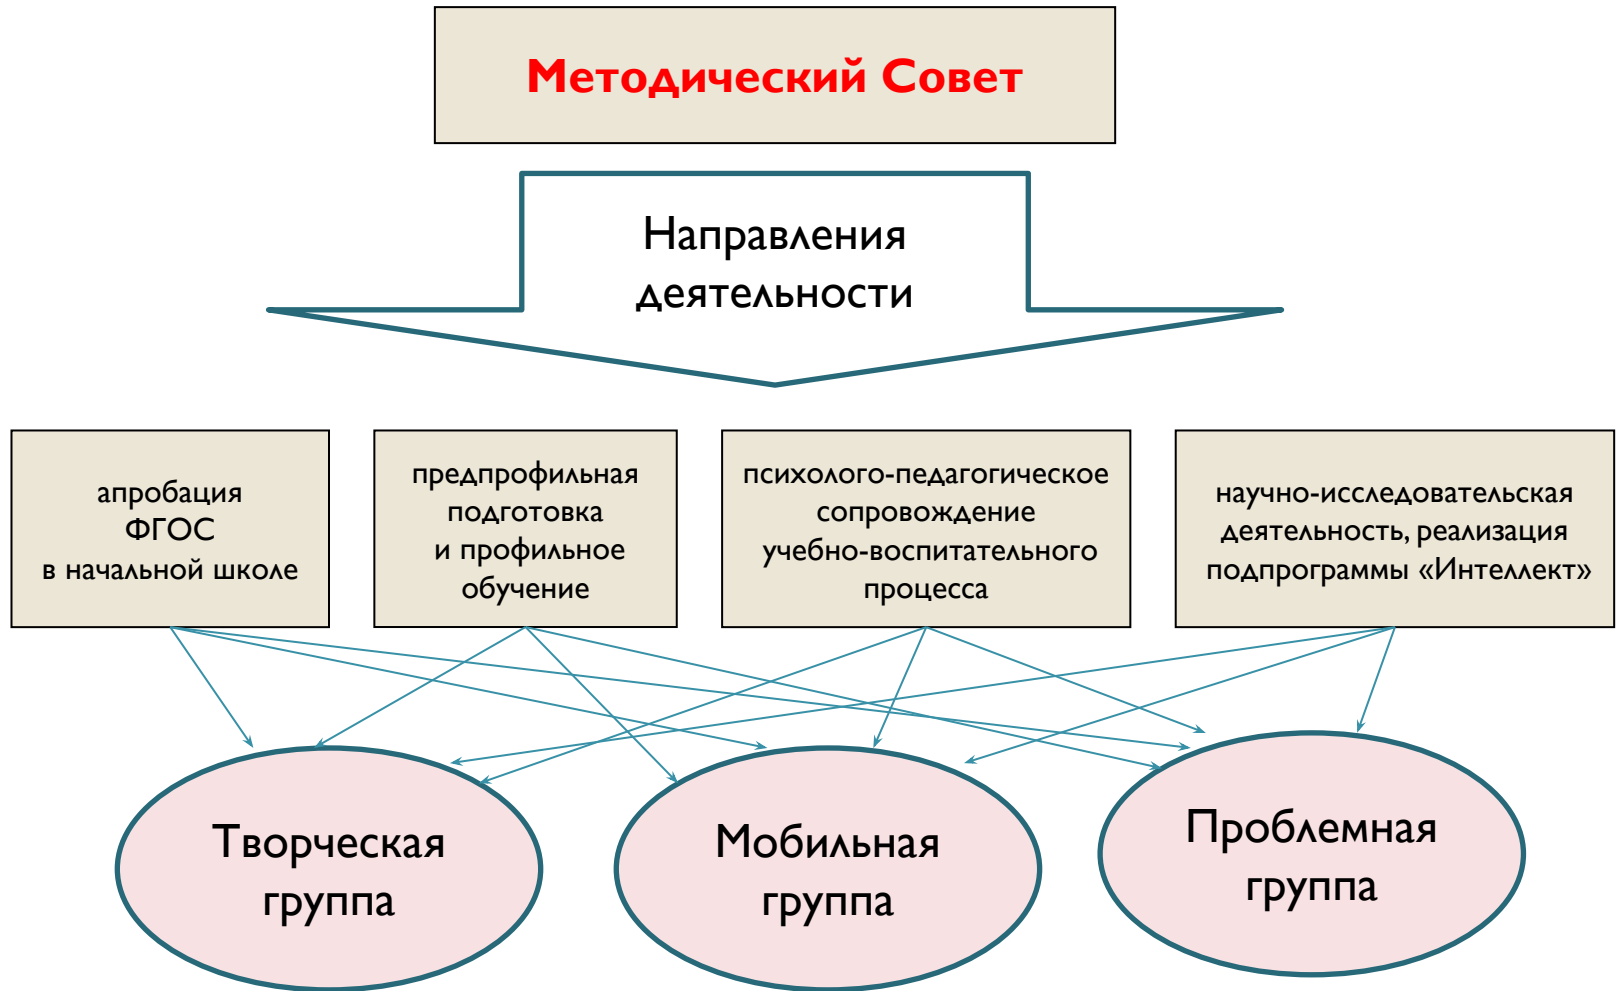 Методический Совет
Направления
деятельности
апробация
ФГОС
в начальной школе
предпрофильная
подготовка
и профильное
обучение
психолого-педагогическое
сопровождение
учебно-воспитательного
процесса
научно-исследовательская
деятельность, реализация
подпрограммы «Интеллект»
Творческая
группа
Мобильная
группа
Проблемная
группа